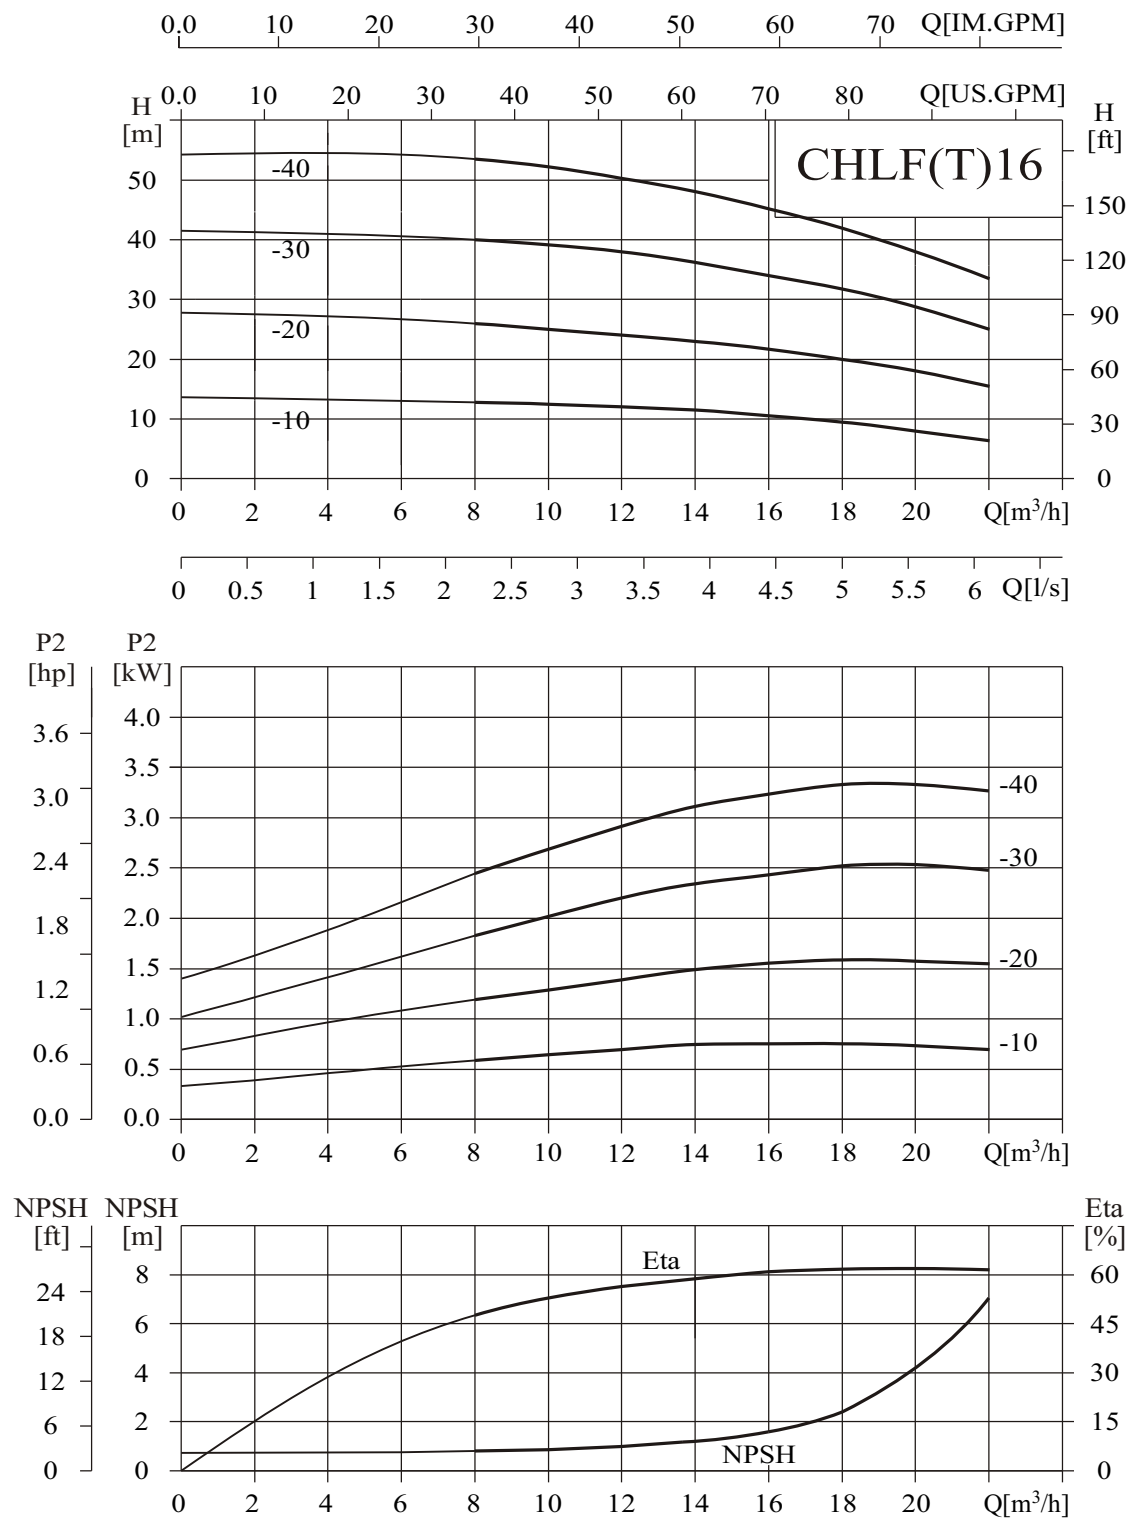 0.0 10 20 30 40 50 60 70 Q[IM.GPM]
H 0.0 10 20 30 40 50 60 70 80 Q[US.GPM] H
[m] [ft]
CHLF(T)16
-40
50
150
40
-30
120
30
90
-20
20
60
10
-10
30
0 0
0 2 4 6 8 10 12 14 16 18 20 Q[m³/h]
0 0.5 1 1.5 2 2.5 3 3.5 4 4.5 5 5.5 6 Q[l/s]
P2 P2
[hp] [kW]
4.0
3.6
3.5
-40
3.0 3.0
-30
2.4 2.5
1.8 2.0
-20
1.2 1.5
1.0
-10
0.6 0.5
0.0 0.0
0 2 4 6 8 10 12 14 16 18 20 Q[m³/h]
NPSH NPSH Eta
[ft] [m] [%]
Eta
8 60
24
6 45
18
12 4 30
6 2 15
NPSH
0 0 0
0 2 4 6 8 10 12 14 16 18 20 Q[m³/h]